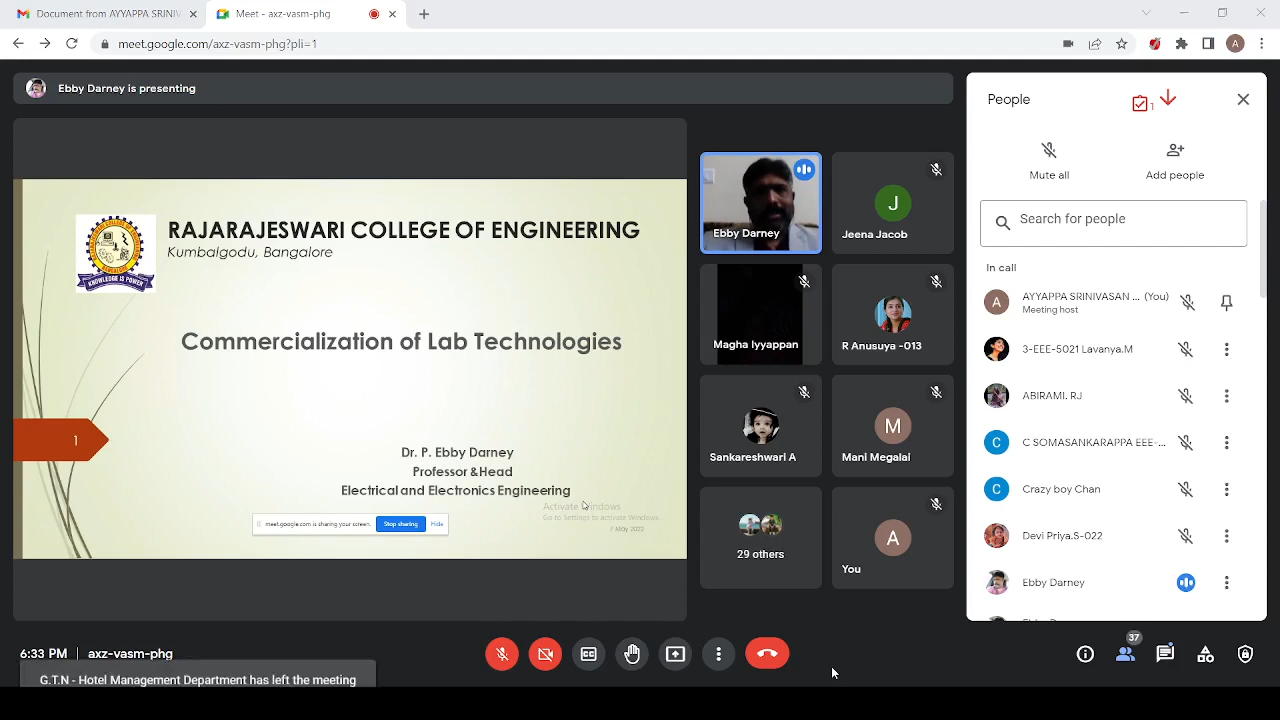 Document from AYYAPPA SRINIV
Meet - axz-vasm-phg
meet.google.com/axz-vasm-phg?pli=1
A
Ebby Darney is presenting
RAJARAJESWARI COLLEGE OF ENGINEERING
Kumbalgodu, Bangalore
KNOWLEDGE IS POWER
Commercialization of Lab Technologies
1
Dr. P. Ebby Darney
Professor &Head
Electrical and Electronics Engineering
Activate Windows
Go to Settings to activate Windows.
7 May 2022
meet.google.com is sharing your screen.
Stop sharing
Hide
Ebby Darney
J
Jeena Jacob
Magha Iyyappan
R Anusuya -013
Sankareshwari A
M
Mani Megalai
29 others
A
You
People
1
Mute all
Add people
Search for people
In call
A
AYYAPPA SRINIVASAN ... (You)
Meeting host
3-EEE-5021 Lavanya.M
ABIRAMI. RJ
C
C SOMASANKARAPPA EEE-...
C
Crazy boy Chan
Devi Priya.S-022
Ebby Darney
6:33 PM | axz-vasm-phg
37
G.T.N - Hotel Management Department has left the meeting